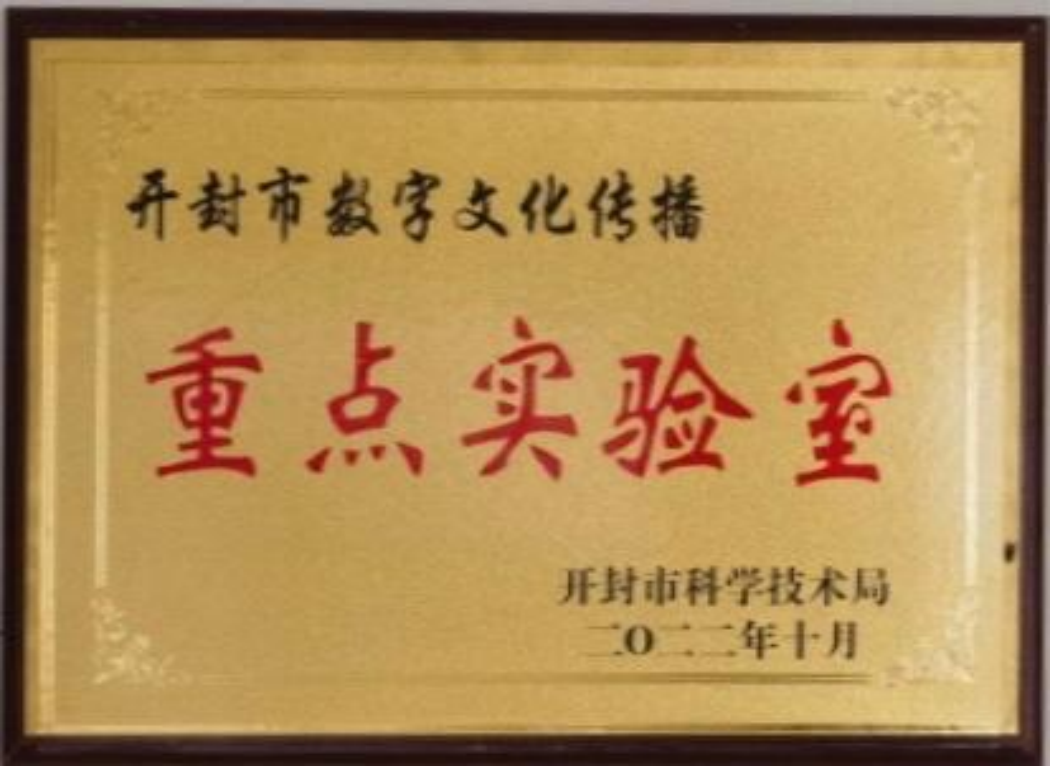 开封市数字文化传播
重点实验室
开封市科学技术局
二〇二二年十月